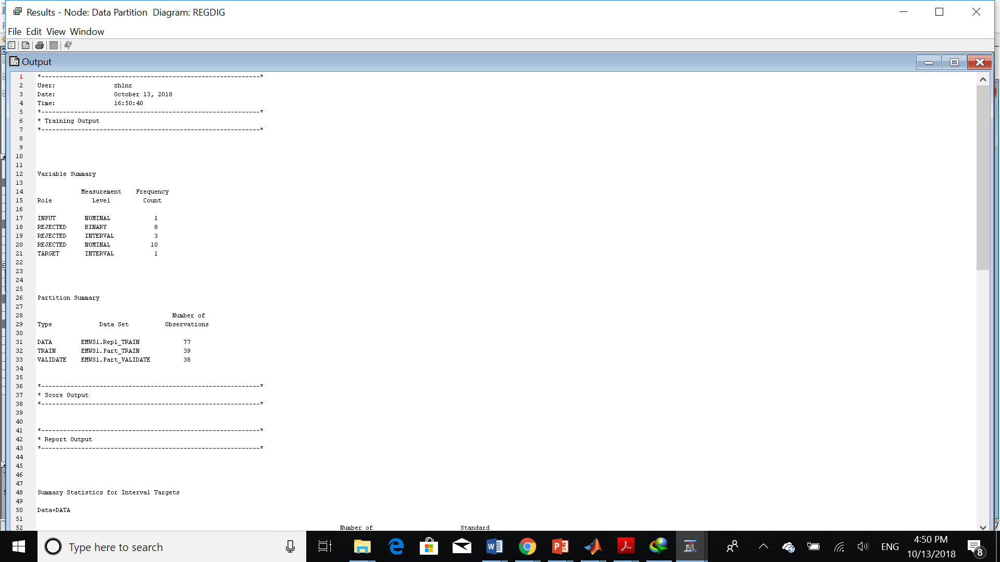 Results - Node: Data Partition  Diagram: REGDIG
File Edit View Window
Output
1 *------------------------------------------------------------*
2 User:                zhlnr
3 Date:                October 13, 2018
4 Time:                16:50:40
5 *------------------------------------------------------------*
6 * Training Output
7 *------------------------------------------------------------*
8
9
10
11
12 Variable Summary
13
14             Measurement    Frequency
15 Role           Level         Count
16
17 INPUT        NOMINAL            1
18 REJECTED     BINARY             8
19 REJECTED     INTERVAL           3
20 REJECTED     NOMINAL           10
21 TARGET       INTERVAL           1
22
23
24
25
26 Partition Summary
27
28                                      Number of
29 Type             Data Set          Observations
30
31 DATA        EMWS1.Repl_TRAIN            77
32 TRAIN       EMWS1.Part_TRAIN            39
33 VALIDATE    EMWS1.Part_VALIDATE         38
34
35
36 *------------------------------------------------------------*
37 * Score Output
38 *------------------------------------------------------------*
39
40
41 *------------------------------------------------------------*
42 * Report Output
43 *------------------------------------------------------------*
44
45
46
47
48 Summary Statistics for Interval Targets
49
50 Data=DATA
51
52 Number of                        Standard
Type here to search
ENG
4:50 PM
10/13/2018
8